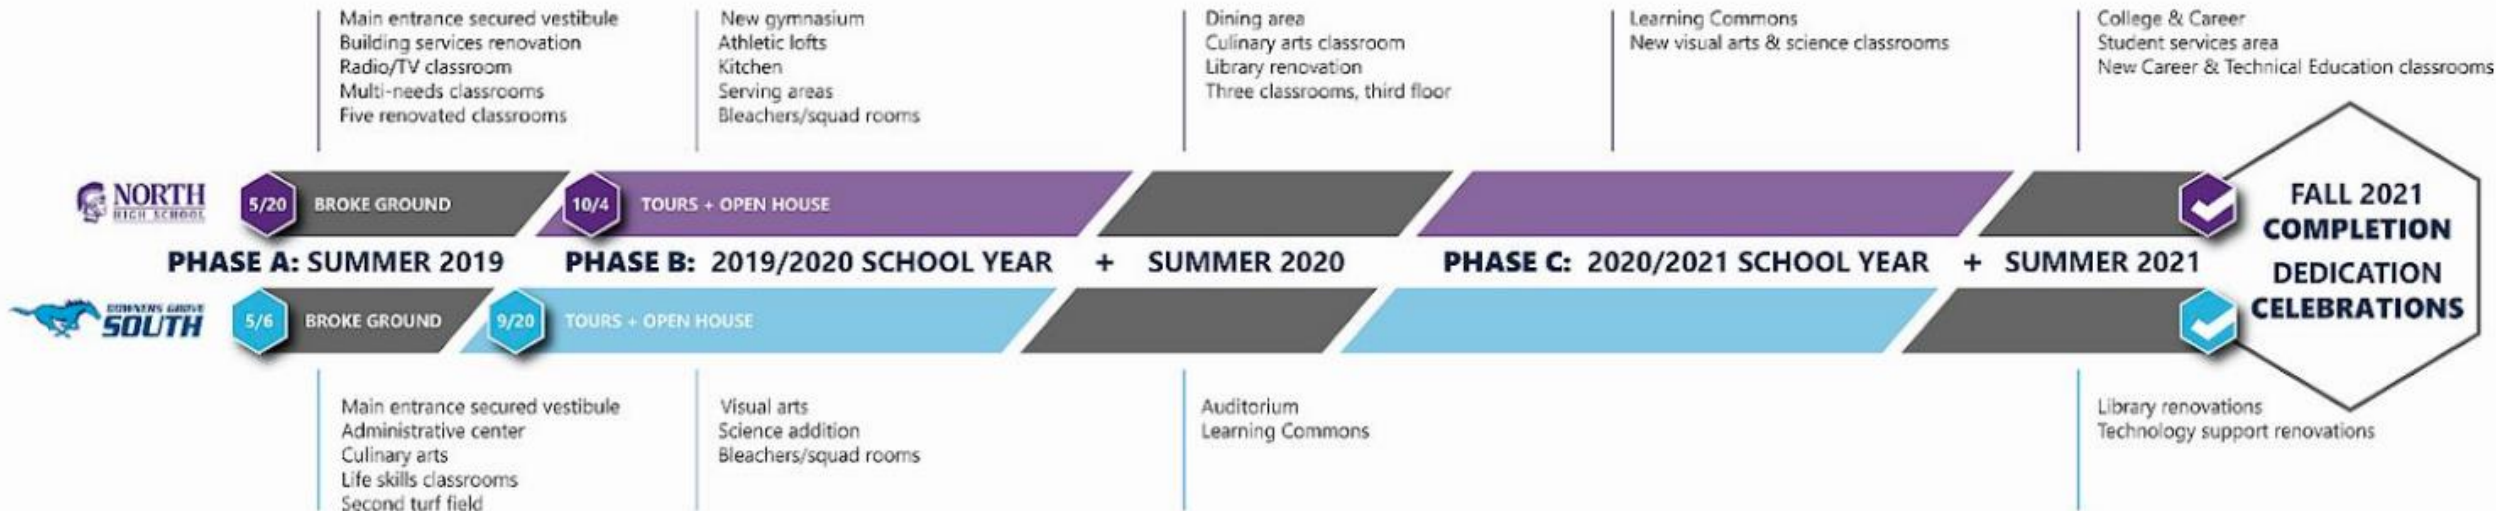 Main entrance secured vestibule
Building services renovation
Radio/TV classroom
Multi-needs classrooms
Five renovated classrooms
New gymnasium
Athletic lofts
Kitchen
Serving areas
Bleachers/squad rooms
Dining area
Culinary arts classroom
Library renovation
Three classrooms, third floor
Learning Commons
New visual arts & science classrooms
College & Career
Student services area
New Career & Technical Education classrooms
NORTH
HIGH SCHOOL
5/20
BROKE GROUND
10/4
TOURS + OPEN HOUSE
PHASE A: SUMMER 2019
PHASE B: 2019/2020 SCHOOL YEAR + SUMMER 2020
PHASE C: 2020/2021 SCHOOL YEAR + SUMMER 2021
FALL 2021
COMPLETION
DEDICATION
CELEBRATIONS
DOWNERS GROVE
SOUTH
5/6
BROKE GROUND
9/20
TOURS + OPEN HOUSE
Main entrance secured vestibule
Administrative center
Culinary arts
Life skills classrooms
Second turf field
Visual arts
Science addition
Bleachers/squad rooms
Auditorium
Learning Commons
Library renovations
Technology support renovations